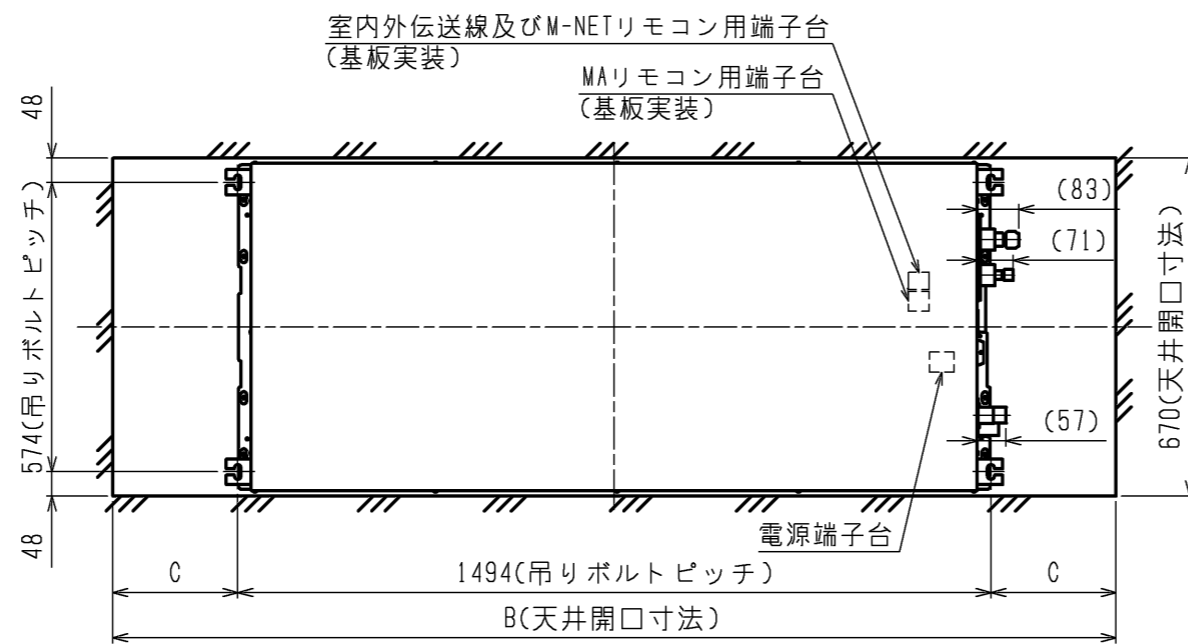 室内外伝送線及びM-NETリモコン用端子台
(基板実装)
MAリモコン用端子台
(基板実装)
48
574(吊りボルトピッチ)
48
(83)
(71)
(57)
670(天井開口寸法)
電源端子台
C
1494(吊りボルトピッチ)
C
B(天井開口寸法)